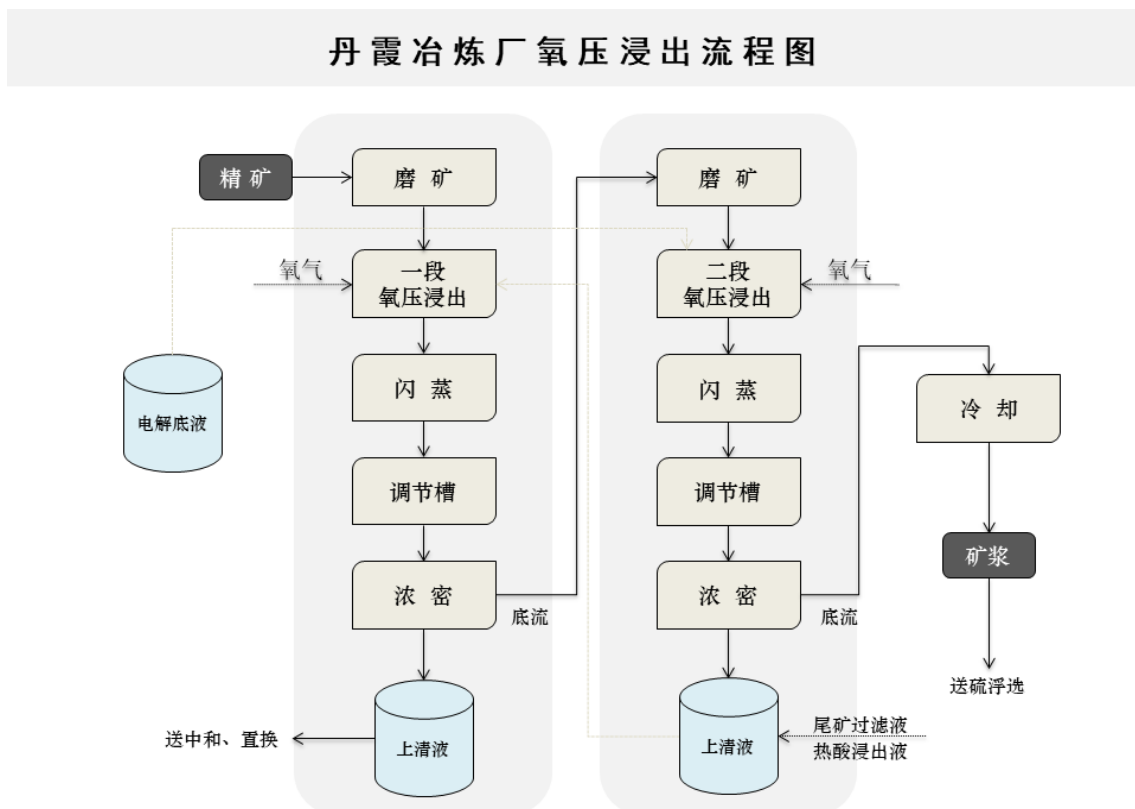 丹霞冶炼厂氧压浸出流程图
精矿
磨矿
磨矿
氧气
一段
氧压浸出
二段
氧压浸出
氧气
闪蒸
闪蒸
冷却
电解底液
调节槽
调节槽
矿浆
浓密
底流
浓密
底流
送硫浮选
送中和、置换
上清液
上清液
尾矿过滤液
热酸浸出液